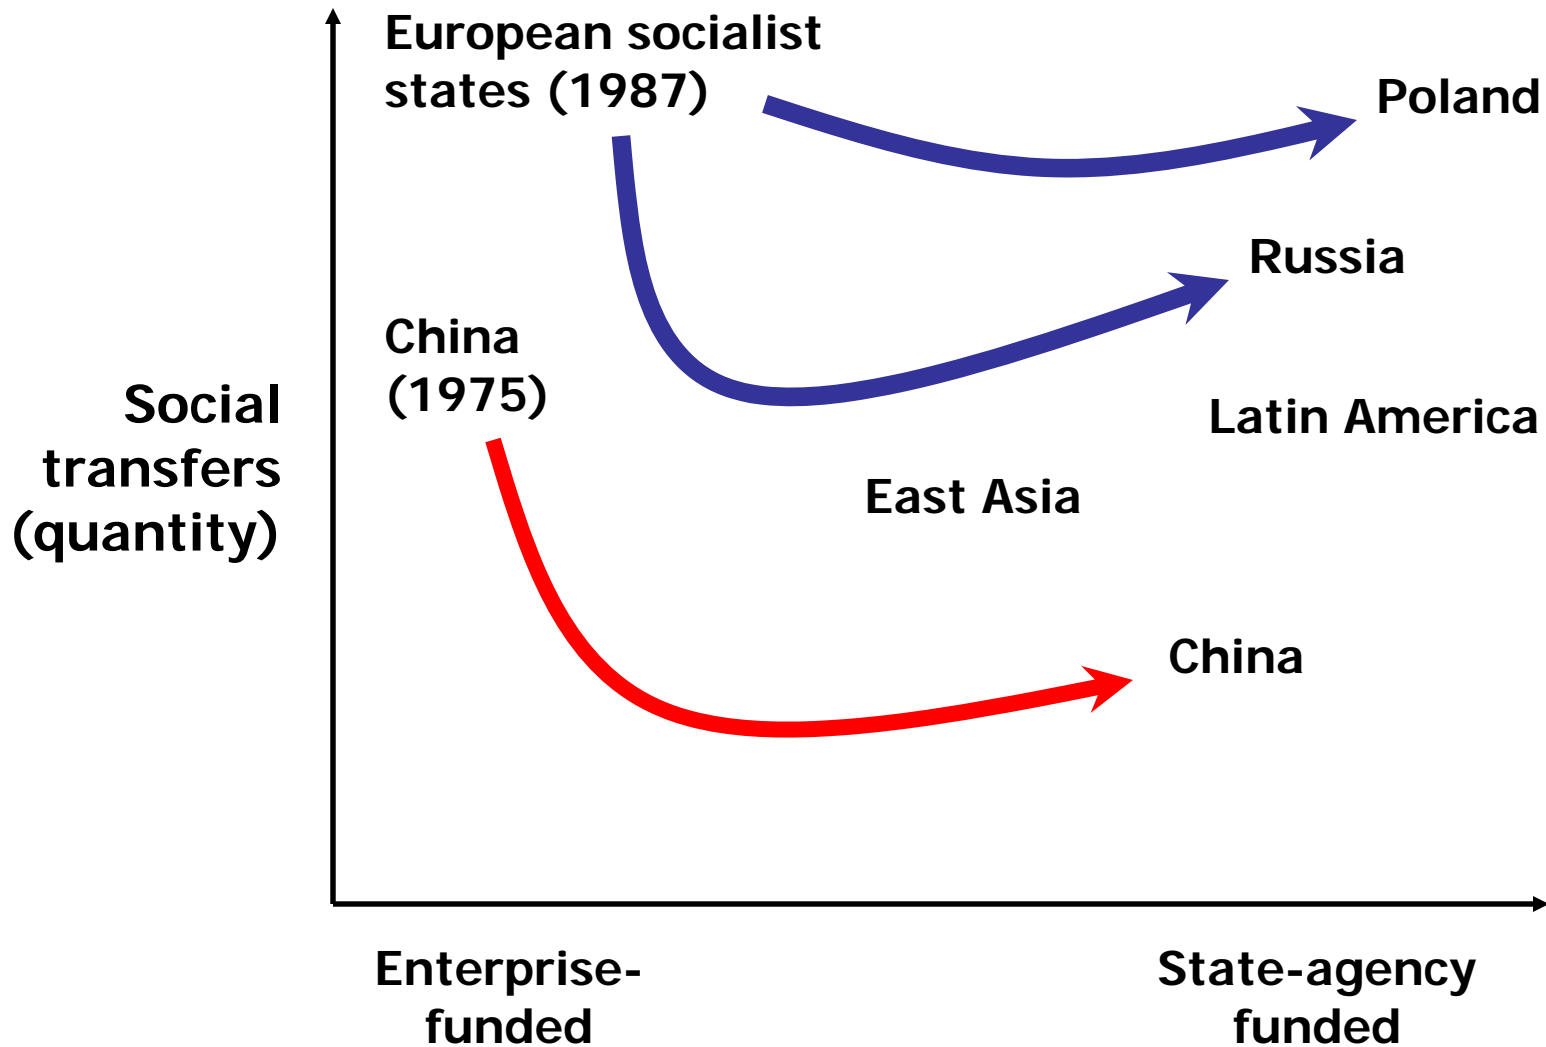 European socialist
states (1987)
Poland
Russia
China
(1975)
Social
transfers
(quantity)
Latin America
East Asia
China
Enterprise-
funded
State-agency
funded